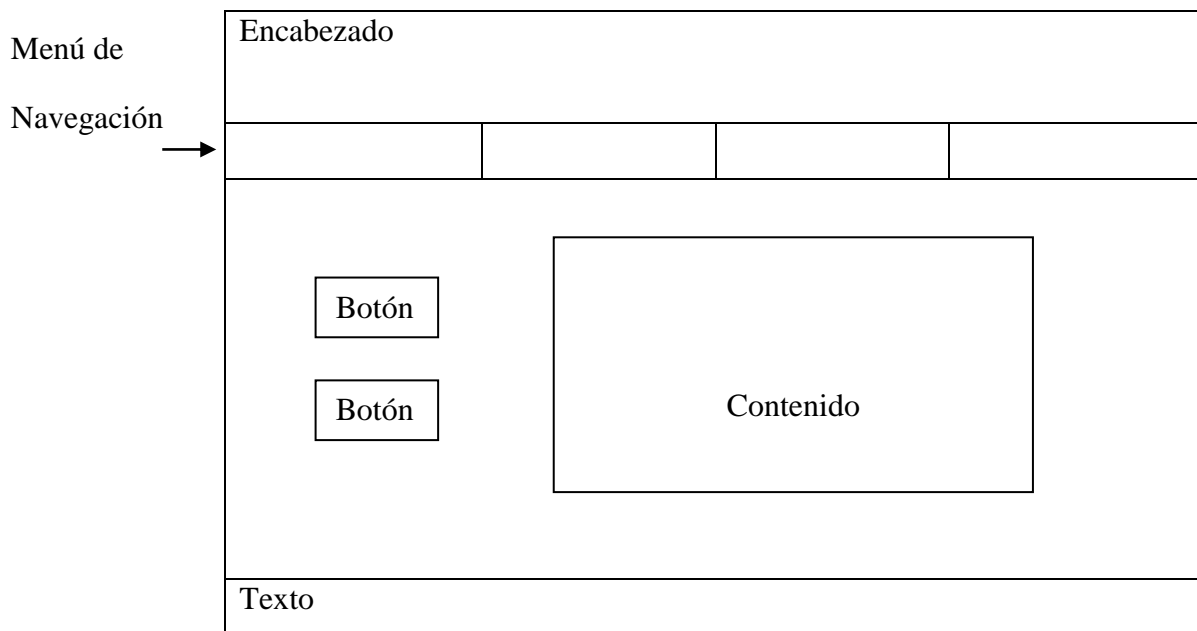 Encabezado
Menú de
Navegación
Botón
Botón
Contenido
Texto